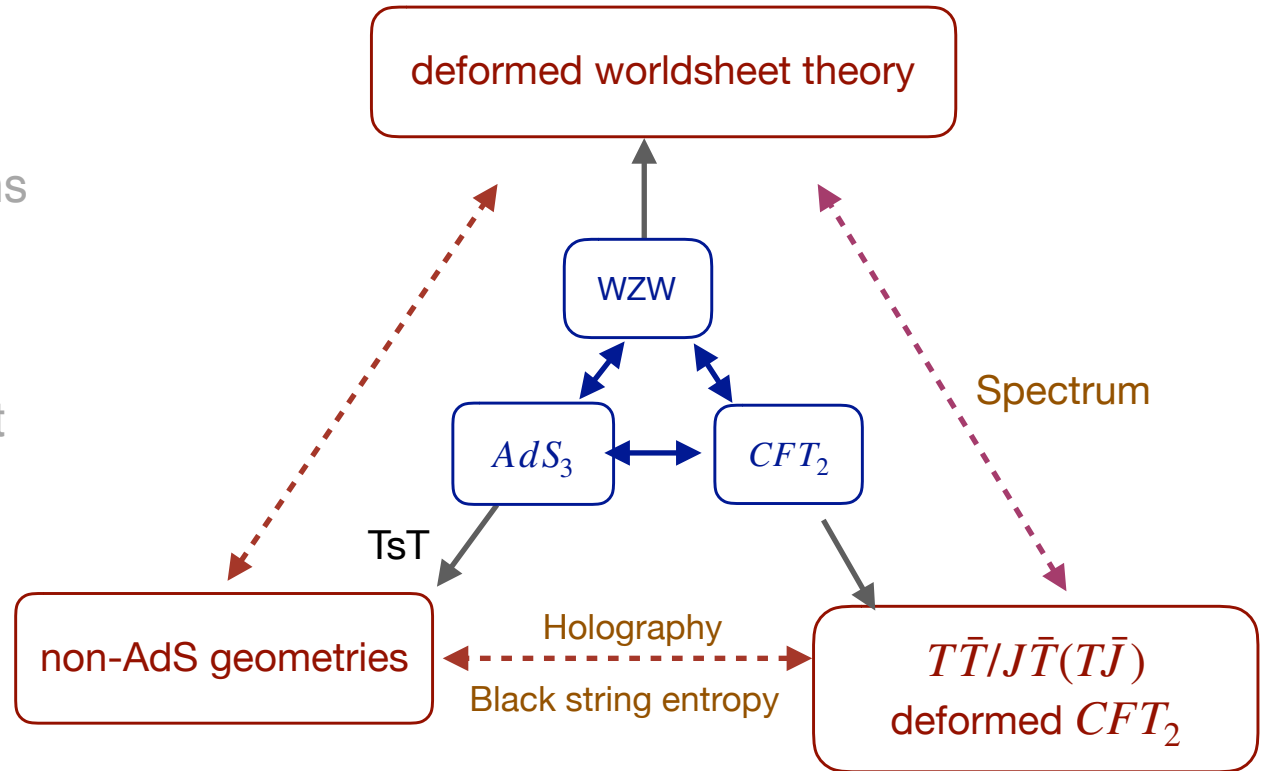 deformed worldsheet theory
ns
WZW
Spectrum
t
AdS₃
CFT₂
TsT
Holography
non-AdS geometries
Black string entropy
TT̄/JT̄(TJ̄)
deformed CFT₂